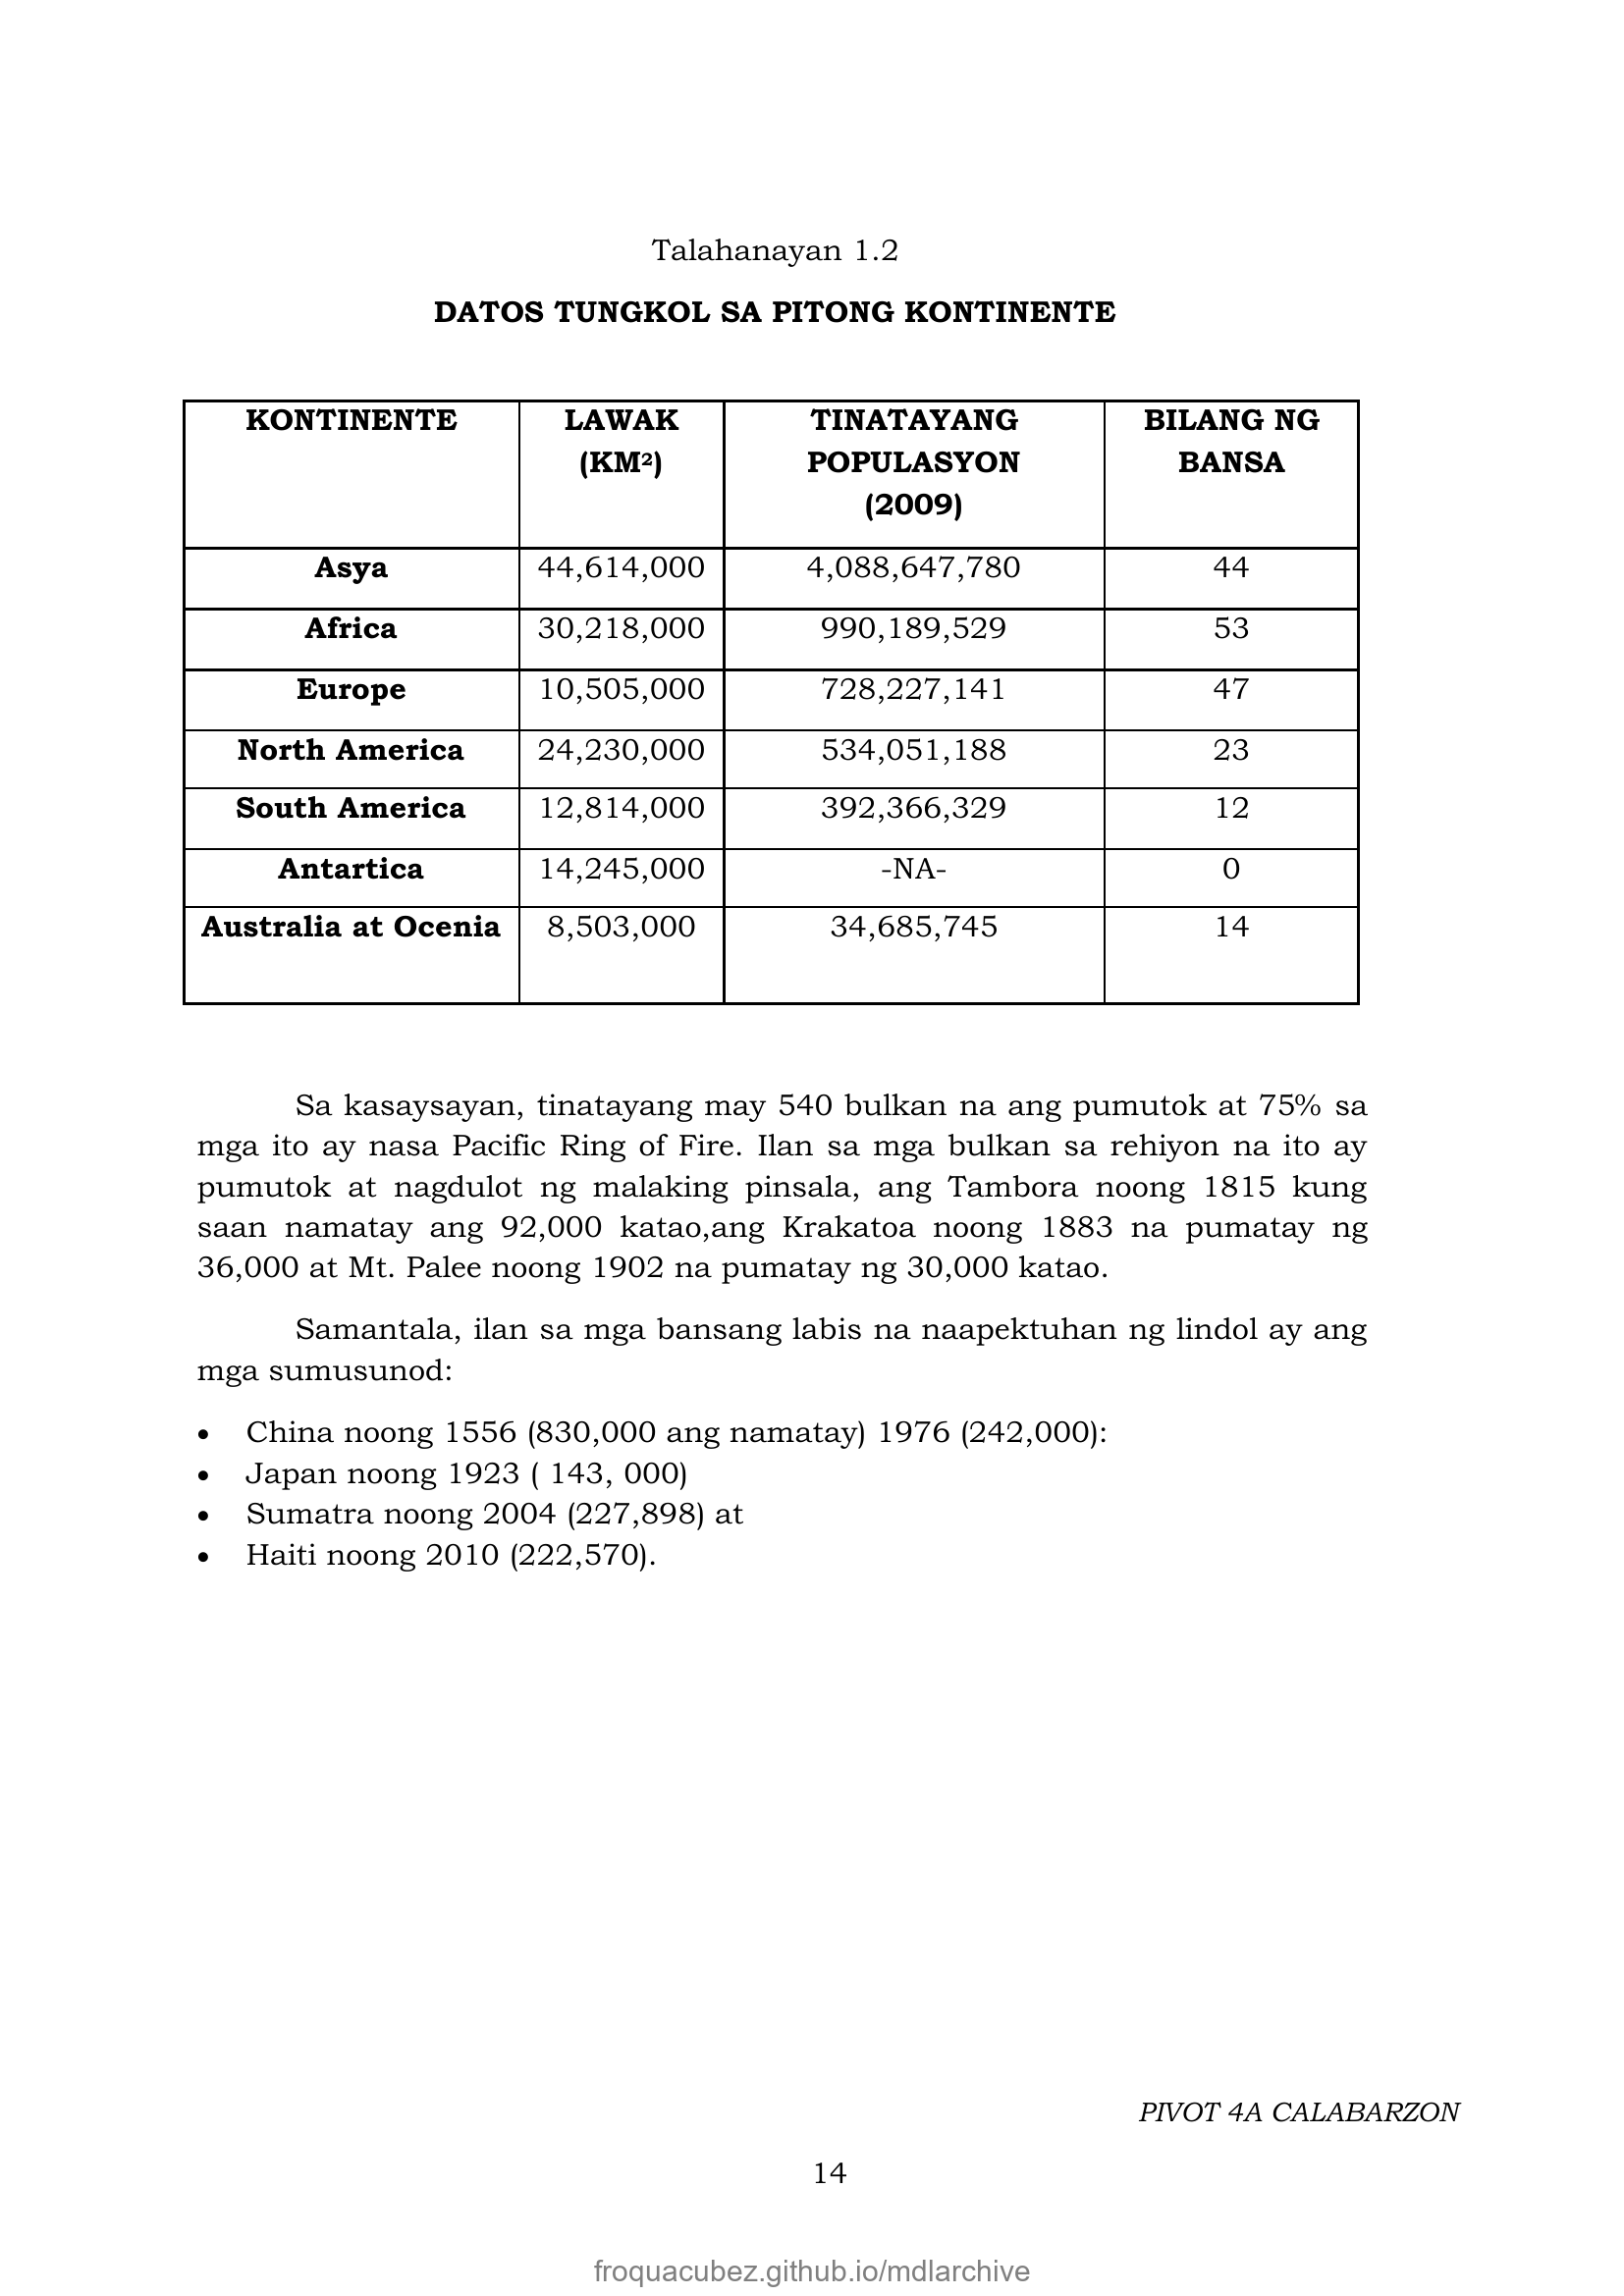 Talahanayan 1.2
DATOS TUNGKOL SA PITONG KONTINENTE
KONTINENTE LAWAK (KM²) TINATAYANG POPULASYON (2009) BILANG NG BANSA
Asya 44,614,000 4,088,647,780 44
Africa 30,218,000 990,189,529 53
Europe 10,505,000 728,227,141 47
North America 24,230,000 534,051,188 23
South America 12,814,000 392,366,329 12
Antartica 14,245,000 -NA- 0
Australia at Ocenia 8,503,000 34,685,745 14
Sa kasaysayan, tinatayang may 540 bulkan na ang pumutok at 75% sa
mga ito ay nasa Pacific Ring of Fire. Ilan sa mga bulkan sa rehiyon na ito ay
pumutok at nagdulot ng malaking pinsala, ang Tambora noong 1815 kung
saan namatay ang 92,000 katao,ang Krakatoa noong 1883 na pumatay ng
36,000 at Mt. Palee noong 1902 na pumatay ng 30,000 katao.
Samantala, ilan sa mga bansang labis na naapektuhan ng lindol ay ang
mga sumusunod:
• China noong 1556 (830,000 ang namatay) 1976 (242,000):
• Japan noong 1923 ( 143, 000)
• Sumatra noong 2004 (227,898) at
• Haiti noong 2010 (222,570).
PIVOT 4A CALABARZON
14
froquacubez.github.io/mdlarchive